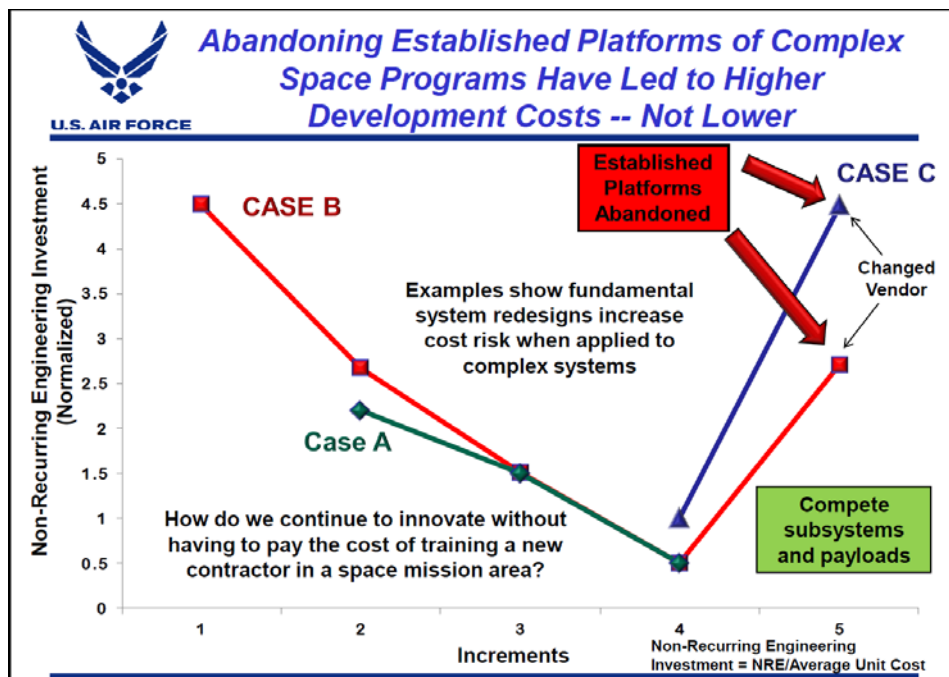 Abandoning Established Platforms of Complex
Space Programs Have Led to Higher
Development Costs -- Not Lower
U.S. AIR FORCE
Non-Recurring Engineering Investment
(Normalized)
5
4.5
4
3.5
3
2.5
2
1.5
1
0.5
0
CASE B
Case A
Established
Platforms
Abandoned
CASE C
Changed
Vendor
Examples show fundamental
system redesigns increase
cost risk when applied to
complex systems
How do we continue to innovate without
having to pay the cost of training a new
contractor in a space mission area?
Compete
subsystems
and payloads
1
2
3
4
5
Increments
Non-Recurring Engineering
Investment = NRE/Average Unit Cost